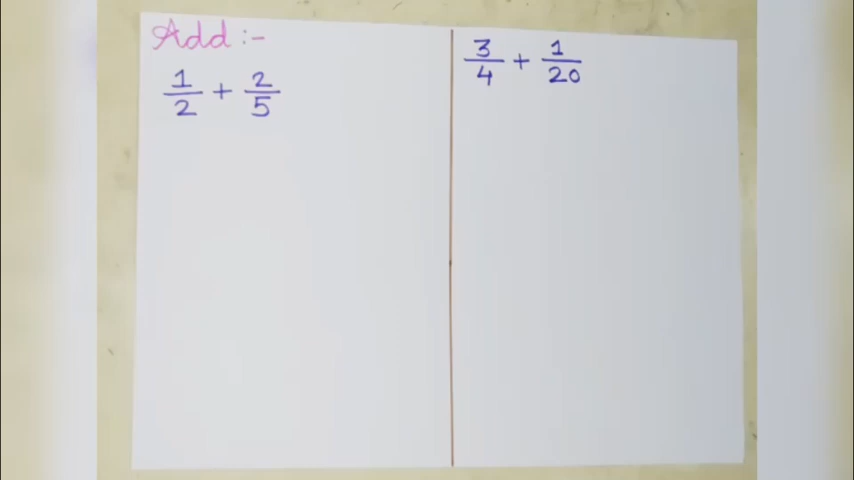 Add :-
1/2 + 2/5
3/4 + 1/20